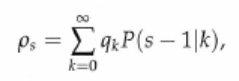 ρ_s = ∑_{k=0}^{∞} q_k P(s − 1|k),